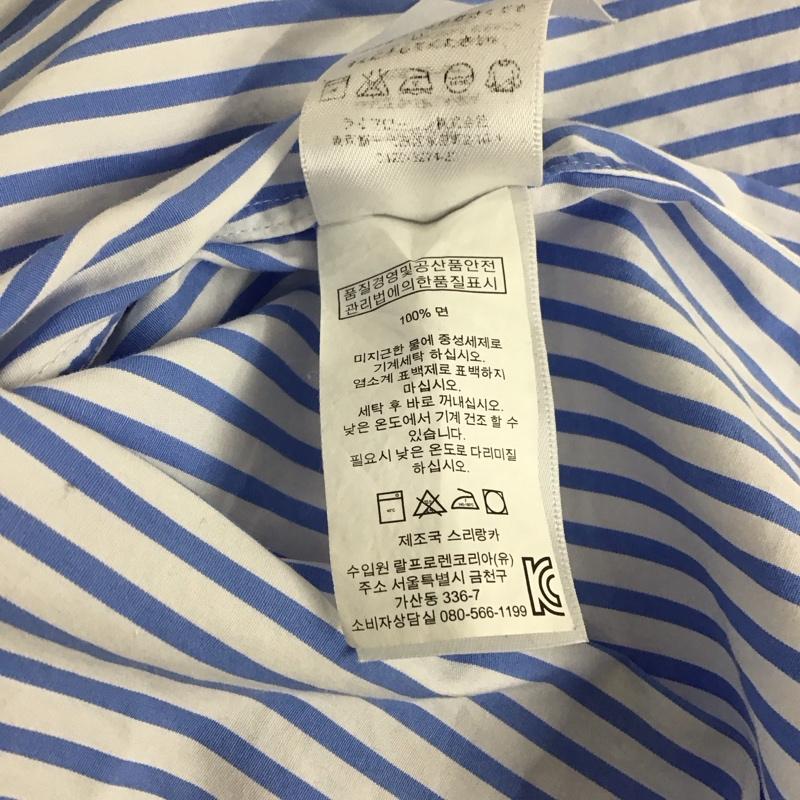 품질경영및공산품안전
관리법에의한품질표시
100% 면
미지근한 물에 중성세제로
기계세탁 하십시오.
염소계 표백제로 표백하지
마십시오.
세탁 후 바로 꺼내십시오.
낮은 온도에서 기계 건조 할 수
있습니다.
필요시 낮은 온도로 다리미질
하십시오.
제조국 스리랑카
수입원 랄프로렌코리아(유)
주소 서울특별시 금천구
가산동 336-7
소비자상담실 080-566-1199